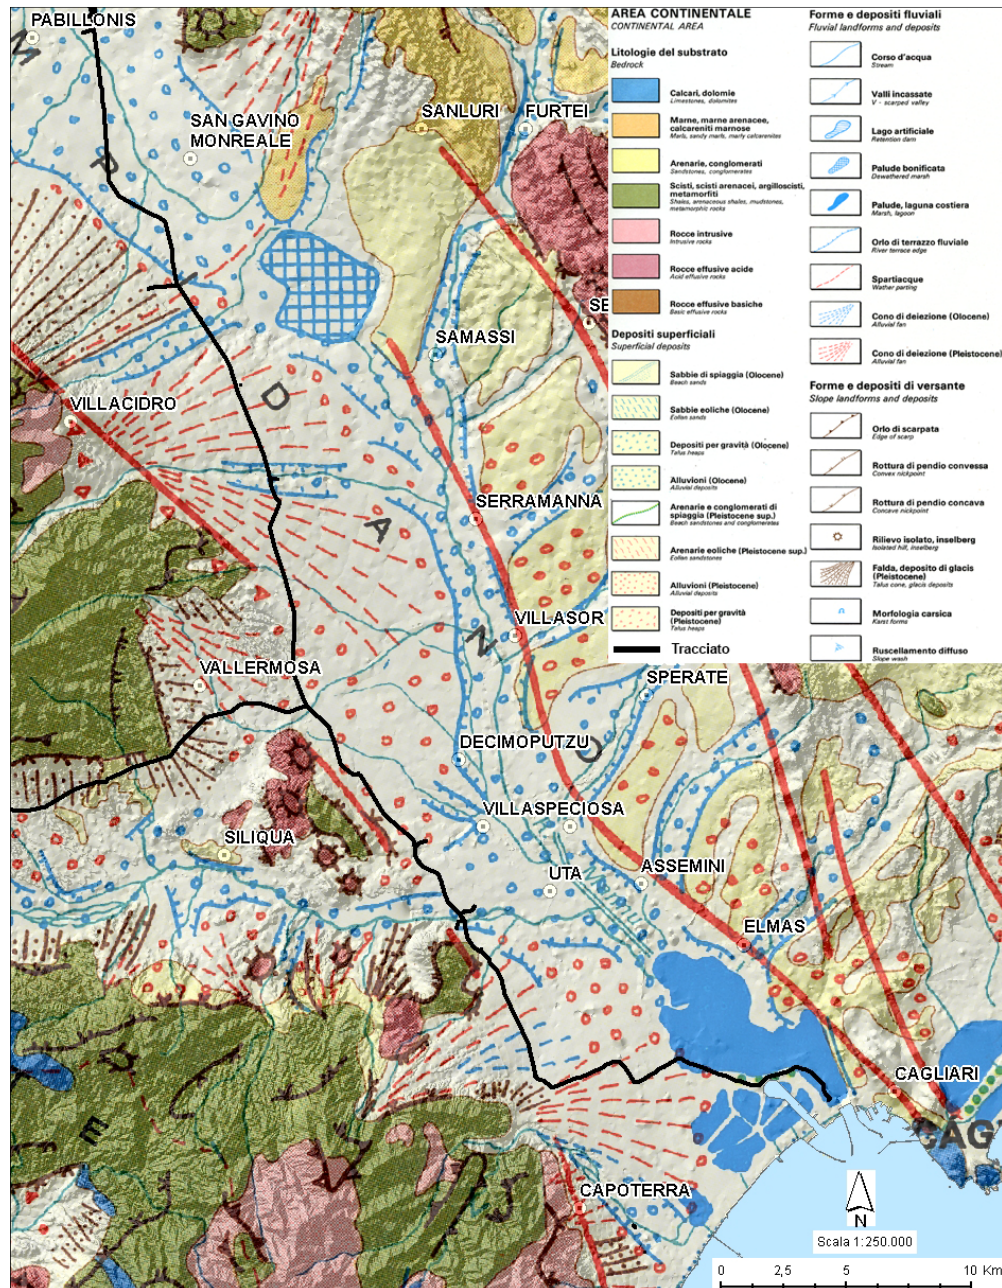 PABILLONIS
M
SAN GAVINO
MONREALE
SANLURI
FURTEI
P
I
SE
SAMASSI
D
VILLACIDRO
SERRAMANNA
A
N
VILLASOR
VALLERMOSA
SPERATE
O
DECIMOPUTZU
VILLASPECIOSA
SILIQUA
UTA
ASSEMINI
Mannu
ELMAS
CAGLIARI
CAG
E
CAPOTERRA
AREA CONTINENTALE
CONTINENTAL AREA
Litologie del substrato
Bedrock
Calcari, dolomie
Limestones, dolomites
Marne, marne arenacee,
calcareniti marnose
Marls, sandy marls, marly calcarenites
Arenarie, conglomerati
Sandstones, conglomerates
Scisti, scisti arenacei, argilloscisti,
metamorfiti
Shales, arenaceous shales, mudstones,
metamorphic rocks
Rocce intrusive
Intrusive rocks
Rocce effusive acide
Acid effusive rocks
Rocce effusive basiche
Basic effusive rocks
Depositi superficiali
Superficial deposits
Sabbie di spiaggia (Olocene)
Beach sands
Sabbie eoliche (Olocene)
Eolian sands
Depositi per gravità (Olocene)
Talus heaps
Alluvioni (Olocene)
Alluvial deposits
Arenarie e conglomerati di
spiaggia (Pleistocene sup.)
Beach sandstones and conglometates
Arenarie eoliche (Pleistocene sup.)
Eolian sandstones
Alluvioni (Pleistocene)
Alluvial deposits
Depositi per gravità
(Pleistocene)
Talus heaps
Tracciato
Forme e depositi fluviali
Fluvial landforms and deposits
Corso d'acqua
Stream
Valli incassate
V - scarped valley
Lago artificiale
Retention dam
Palude bonificata
Dewathered marsh
Palude, laguna costiera
Marsh, lagoon
Orlo di terrazzo fluviale
River terrace edge
Spartiacque
Wather parting
Cono di deiezione (Olocene)
Alluvial fan
Cono di deiezione (Pleistocene)
Alluvial fan
Forme e depositi di versante
Slope landforms and deposits
Orlo di scarpata
Edge of scarp
Rottura di pendio convessa
Convex nickpoint
Rottura di pendio concava
Concave nickpoint
Rilievo isolato, inselberg
Isolated hill, inselberg
Falda, deposito di glacis
(Pleistocene)
Talus cone, glacis deposits
Morfologia carsica
Karst forms
Ruscellamento diffuso
Slope wash
N
Scala 1:250.000
0 2,5 5 10 Km